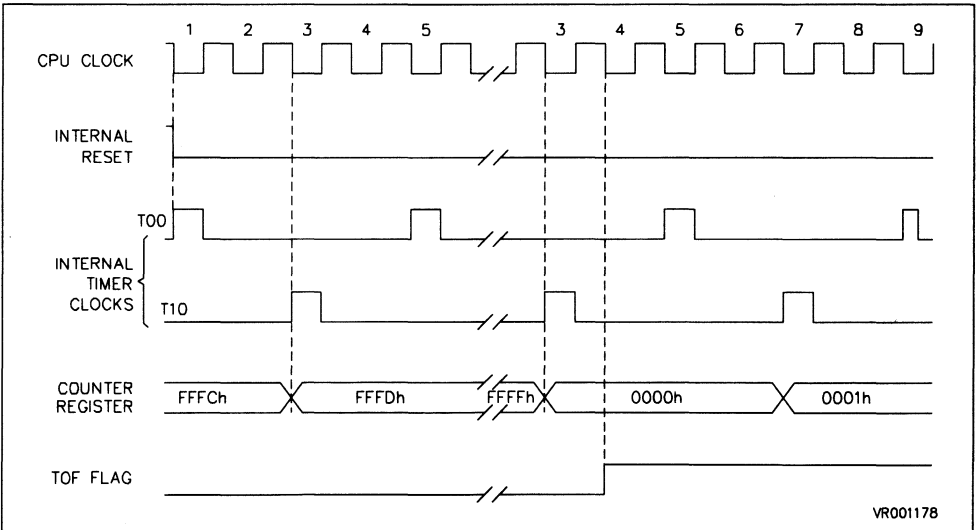 1 2 3 4 5 3 4 5 6 7 8 9
CPU CLOCK
INTERNAL
RESET
T00
INTERNAL
TIMER
CLOCKS
T10
COUNTER
REGISTER
FFFCh FFFDh FFFFh 0000h 0001h
TOF FLAG
VR001178